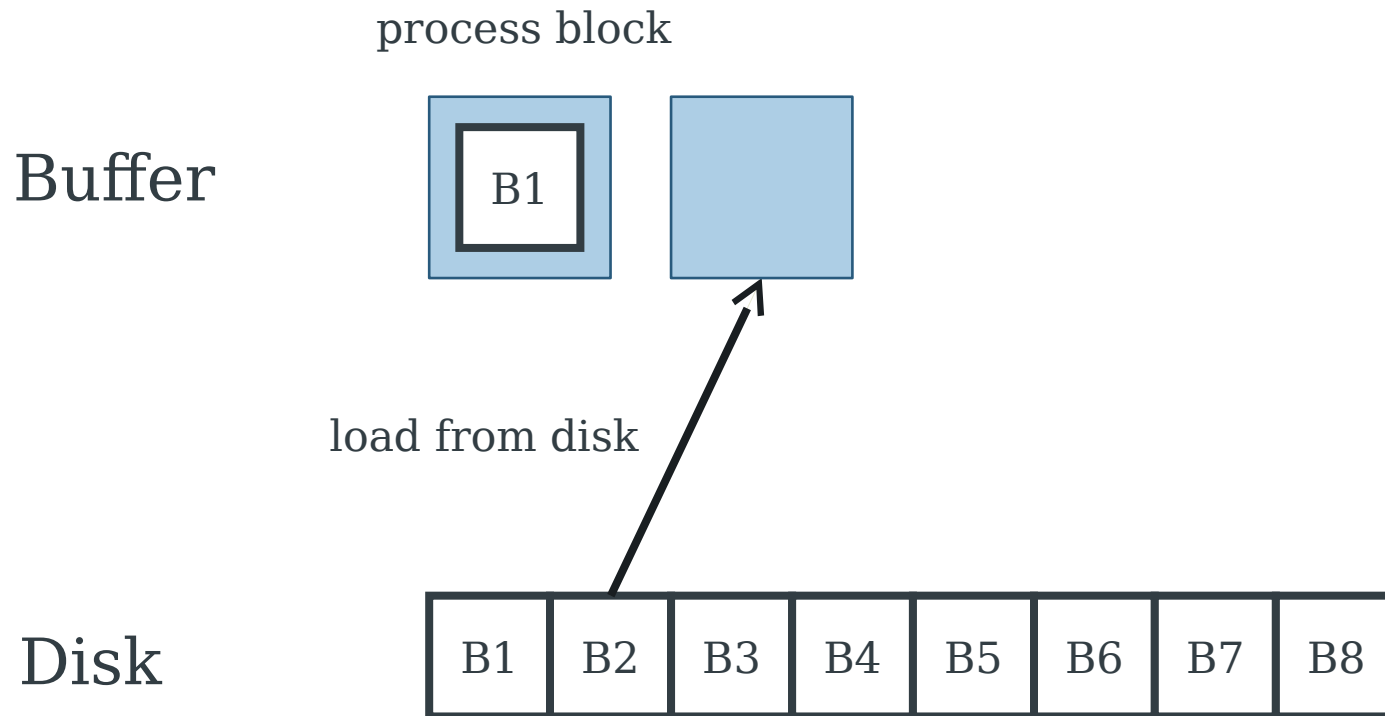 process block
Buffer
B1
load from disk
Disk
B1 B2 B3 B4 B5 B6 B7 B8